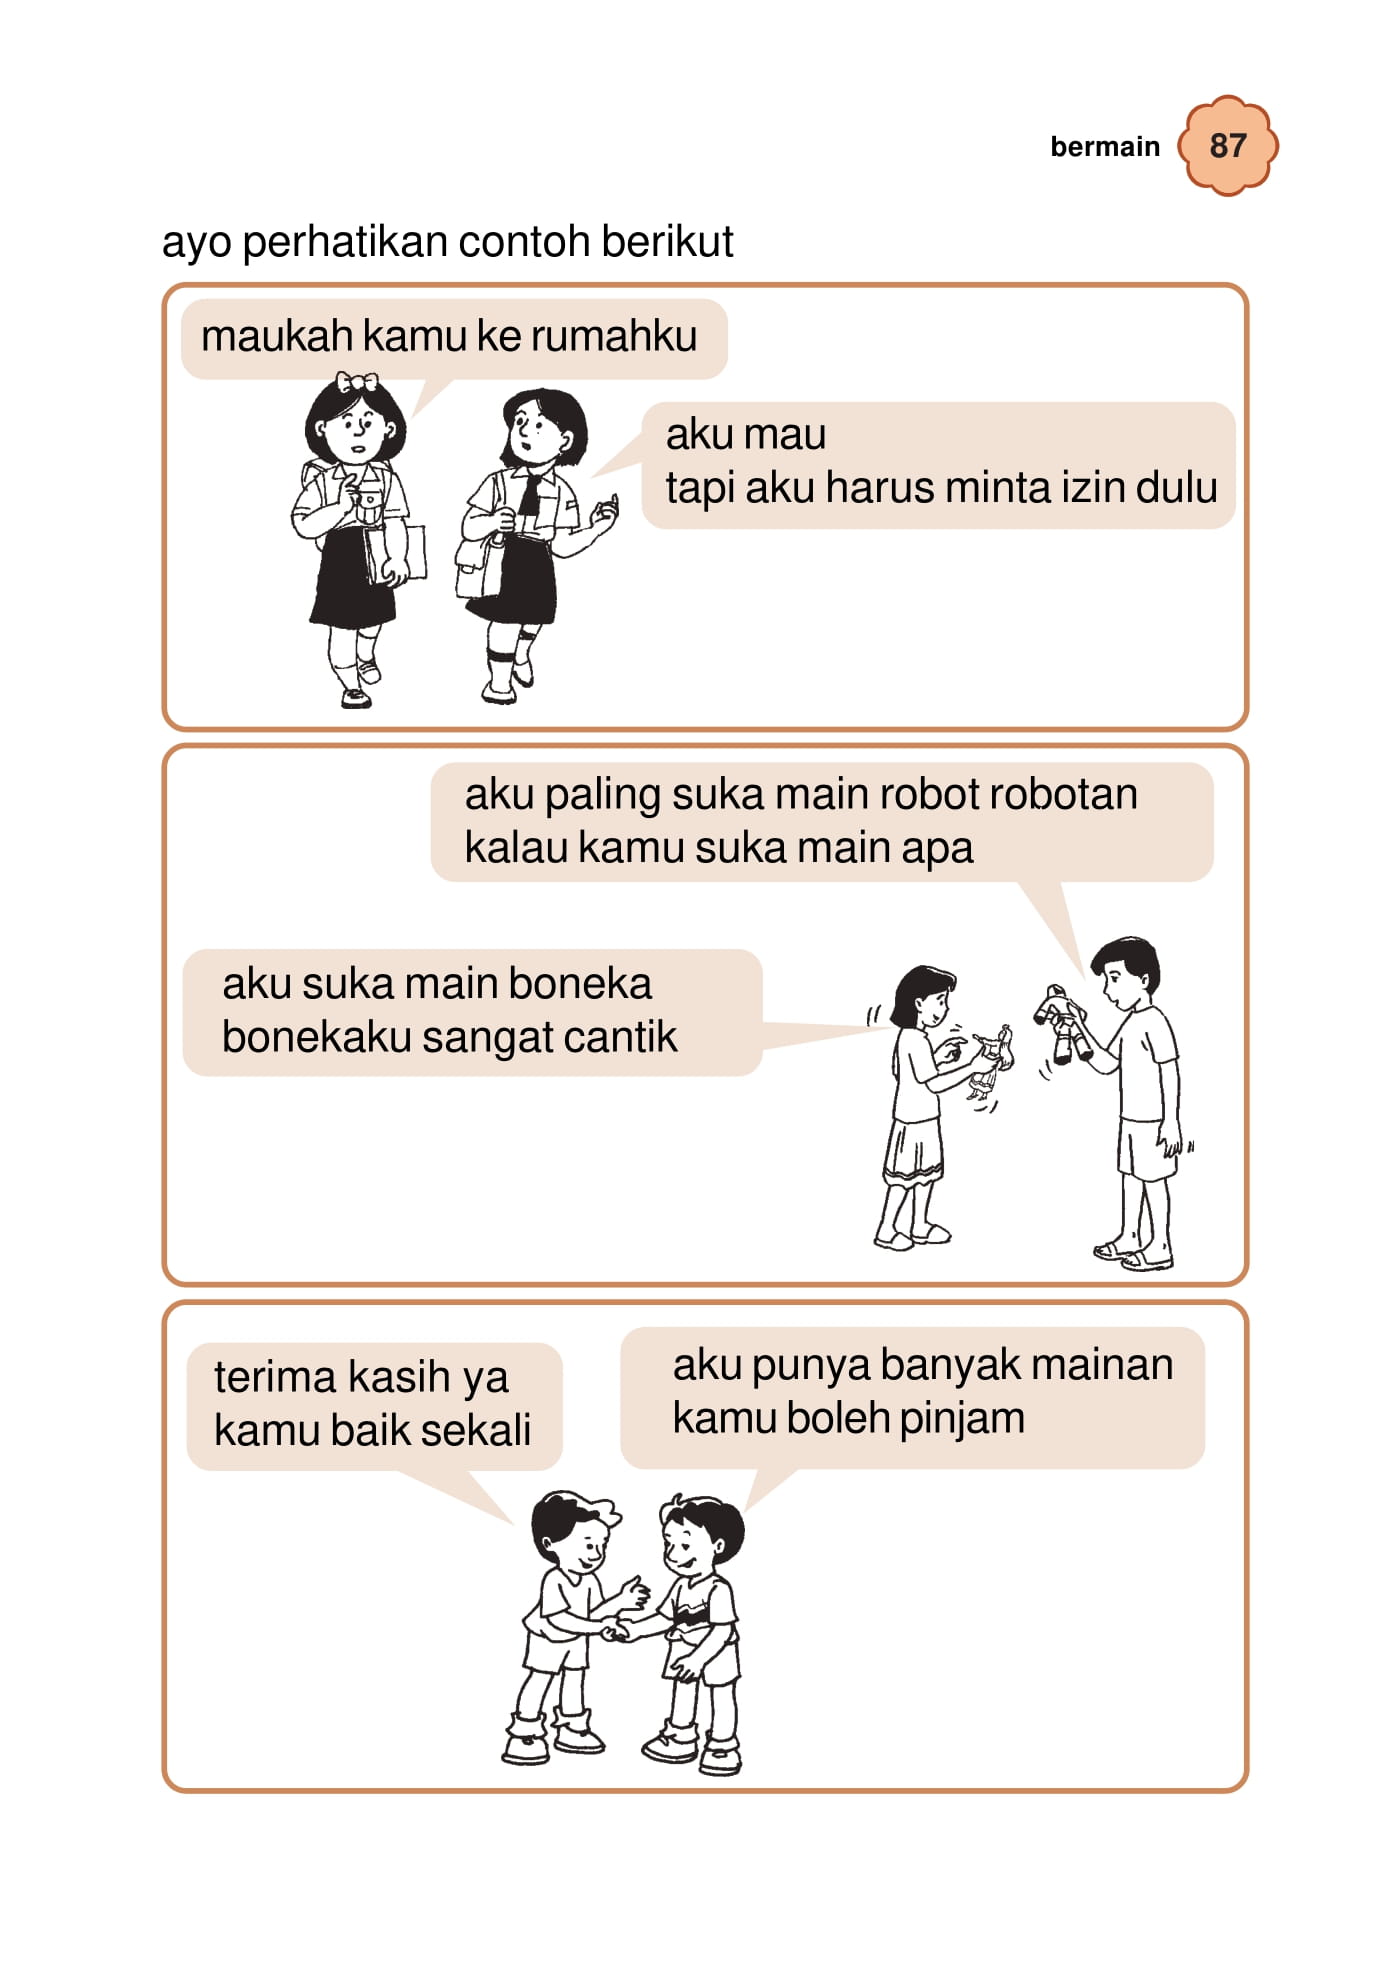 bermain 87
ayo perhatikan contoh berikut
maukah kamu ke rumahku
aku mau
tapi aku harus minta izin dulu
aku paling suka main robot robotan
kalau kamu suka main apa
aku suka main boneka
bonekaku sangat cantik
terima kasih ya
kamu baik sekali
aku punya banyak mainan
kamu boleh pinjam